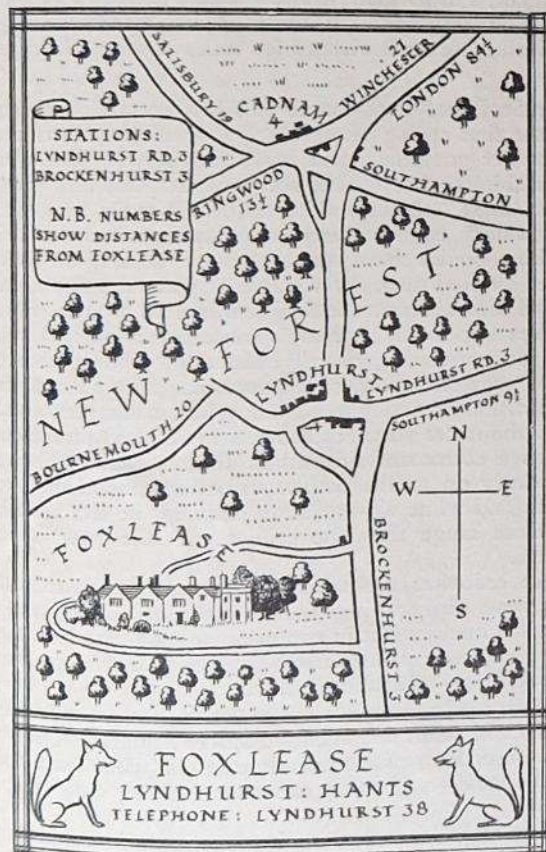 SALISBURY 19
CADNAM
4
WINCHESTER 21
LONDON 84½
STATIONS:
LYNDHURST RD. 3
BROCKENHURST 3
N.B. NUMBERS
SHOW DISTANCES
FROM FOXLEASE
RINGWOOD
13½
SOUTHAMPTON
NEW FOREST
LYNDHURST
LYNDHURST RD. 3
SOUTHAMPTON 9½
BOURNEMOUTH 20
N
W E
S
FOXLEASE
BROCKENHURST 3
FOXLEASE
LYNDHURST: HANTS
TELEPHONE: LYNDHURST 38